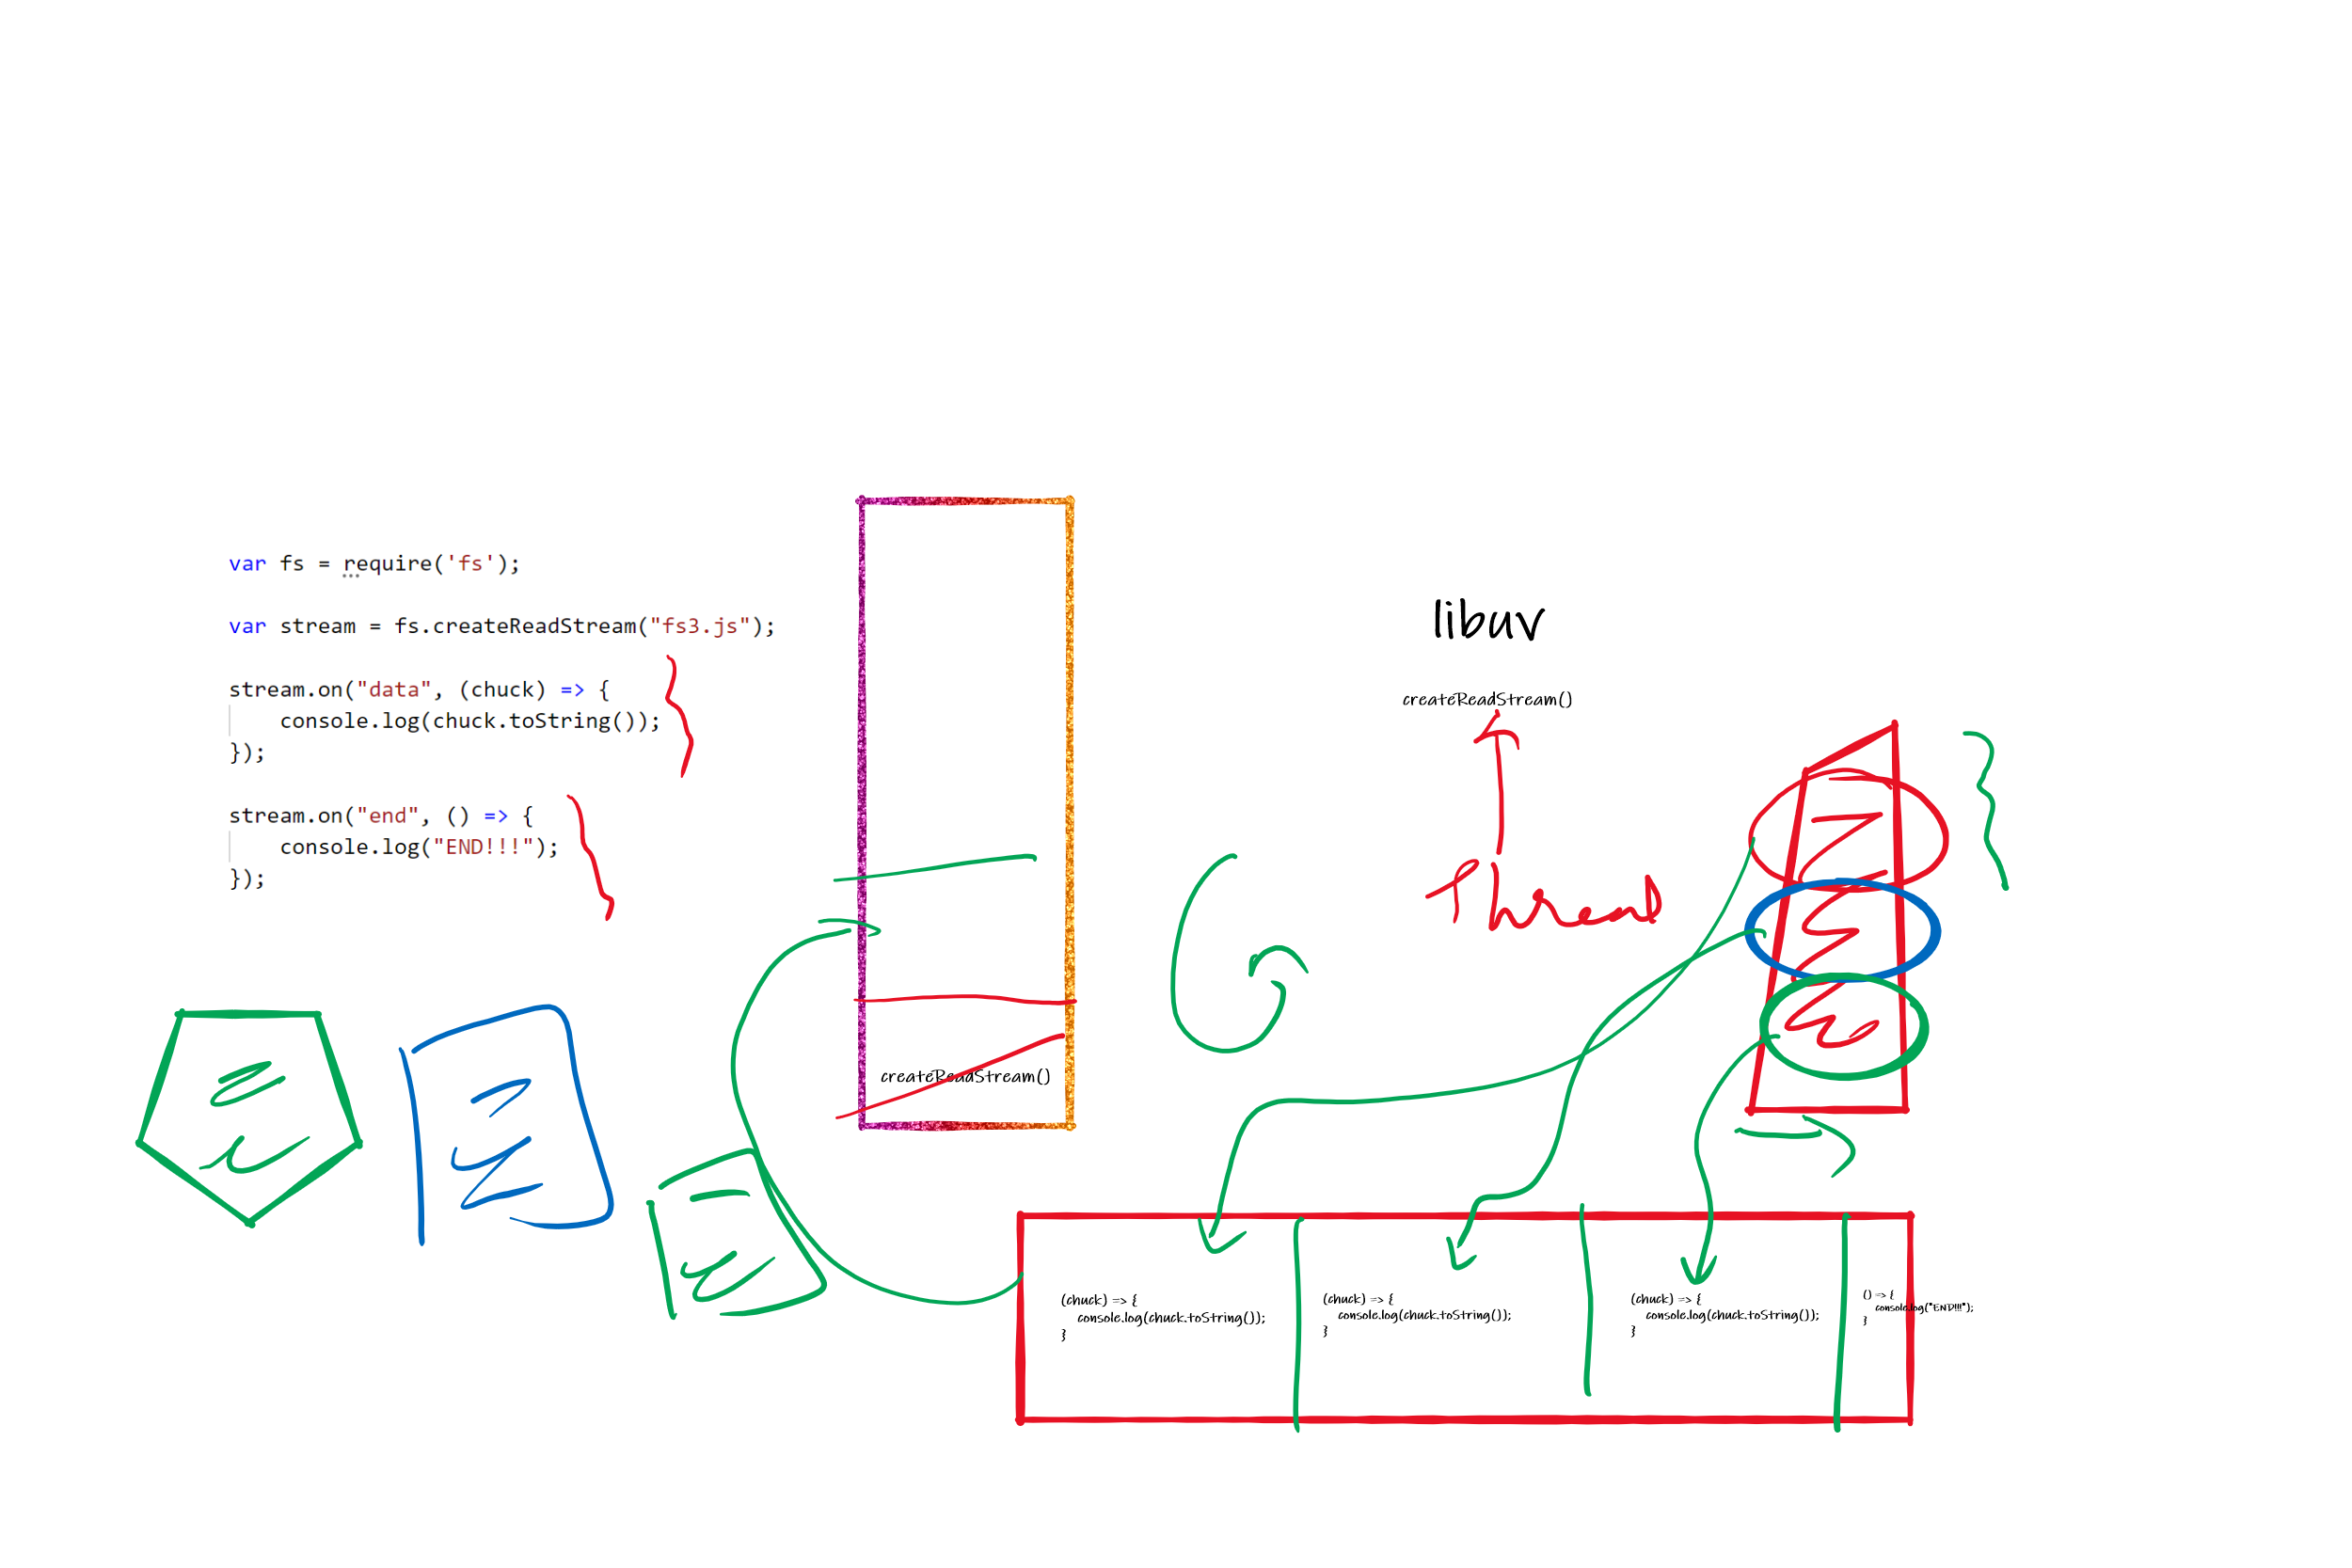 var fs = require('fs');
var stream = fs.createReadStream("fs3.js");
stream.on("data", (chuck) => {
    console.log(chuck.toString());
});
stream.on("end", () => {
    console.log("END!!!");
});
createReadStream()
libuv
createReadStream()
Thread
(chuck) => {
    console.log(chuck.toString());
}
(chuck) => {
    console.log(chuck.toString());
}
(chuck) => {
    console.log(chuck.toString());
}
() => {
    console.log("END!!!");
}